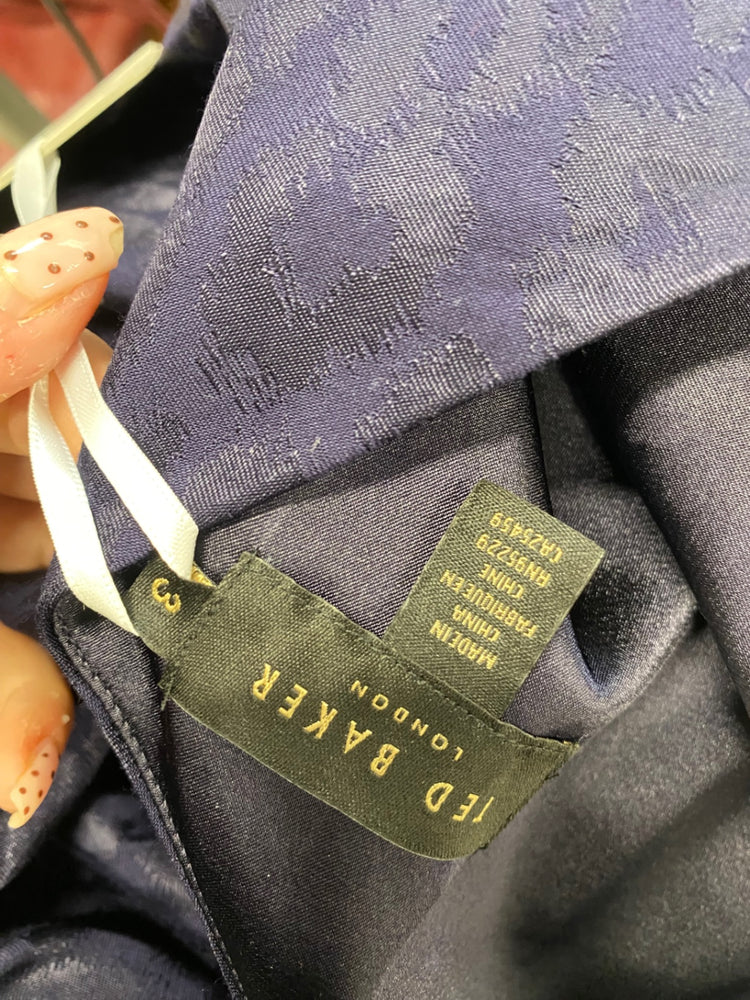 TED BAKER
LONDON
3
MADE IN
CHINA
FABRIQUE EN
CHINE
RN95229
CA25459